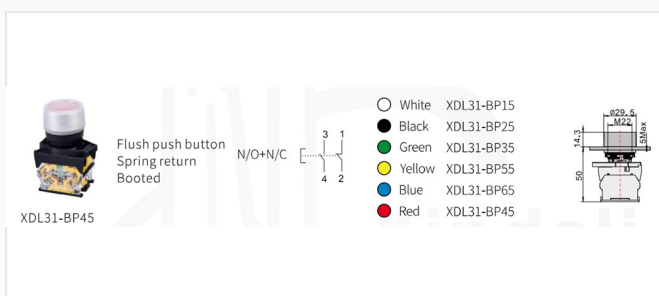 XDL31-BP45
Flush push button
Spring return
Booted
N/O+N/C
3 1
4 2
White XDL31-BP15
Black XDL31-BP25
Green XDL31-BP35
Yellow XDL31-BP55
Blue XDL31-BP65
Red XDL31-BP45
⌀29.5
M22
5Max
14.3
50